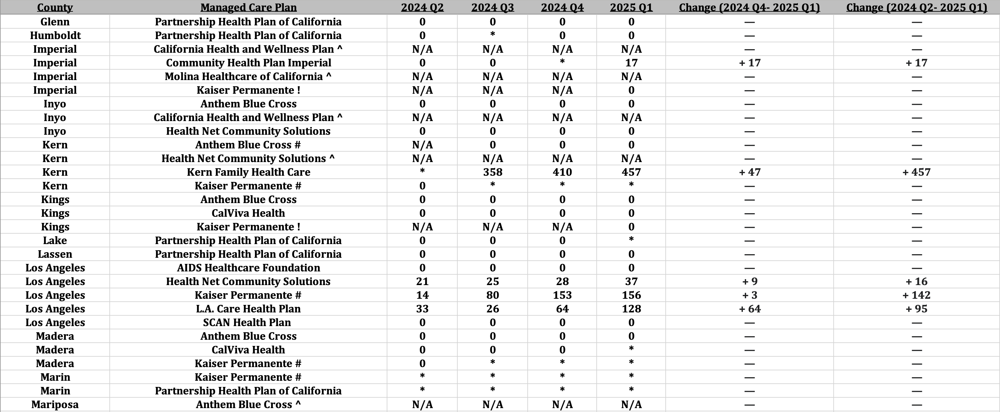 County Managed Care Plan 2024 Q2 2024 Q3 2024 Q4 2025 Q1 Change (2024 Q4- 2025 Q1) Change (2024 Q2- 2025 Q1)
Glenn Partnership Health Plan of California 0 0 0 0 — —
Humboldt Partnership Health Plan of California 0 * 0 0 — —
Imperial California Health and Wellness Plan ^ N/A N/A N/A N/A — —
Imperial Community Health Plan Imperial 0 0 * 17 + 17 + 17
Imperial Molina Healthcare of California ^ N/A N/A N/A N/A — —
Imperial Kaiser Permanente ! N/A N/A N/A 0 — —
Inyo Anthem Blue Cross 0 0 0 0 — —
Inyo California Health and Wellness Plan ^ N/A N/A N/A N/A — —
Inyo Health Net Community Solutions 0 0 0 0 — —
Kern Anthem Blue Cross # N/A 0 0 0 — —
Kern Health Net Community Solutions ^ N/A N/A N/A N/A — —
Kern Kern Family Health Care * 358 410 457 + 47 + 457
Kern Kaiser Permanente # 0 * * * — —
Kings Anthem Blue Cross 0 0 0 0 — —
Kings CalViva Health 0 0 0 0 — —
Kings Kaiser Permanente ! N/A N/A N/A 0 — —
Lake Partnership Health Plan of California 0 0 0 * — —
Lassen Partnership Health Plan of California 0 0 0 0 — —
Los Angeles AIDS Healthcare Foundation 0 0 0 0 — —
Los Angeles Health Net Community Solutions 21 25 28 37 + 9 + 16
Los Angeles Kaiser Permanente # 14 80 153 156 + 3 + 142
Los Angeles L.A. Care Health Plan 33 26 64 128 + 64 + 95
Los Angeles SCAN Health Plan 0 0 0 0 — —
Madera Anthem Blue Cross 0 0 0 0 — —
Madera CalViva Health 0 0 0 * — —
Madera Kaiser Permanente # 0 * * * — —
Marin Kaiser Permanente # * * * * — —
Marin Partnership Health Plan of California * * * * — —
Mariposa Anthem Blue Cross ^ N/A N/A N/A N/A — —